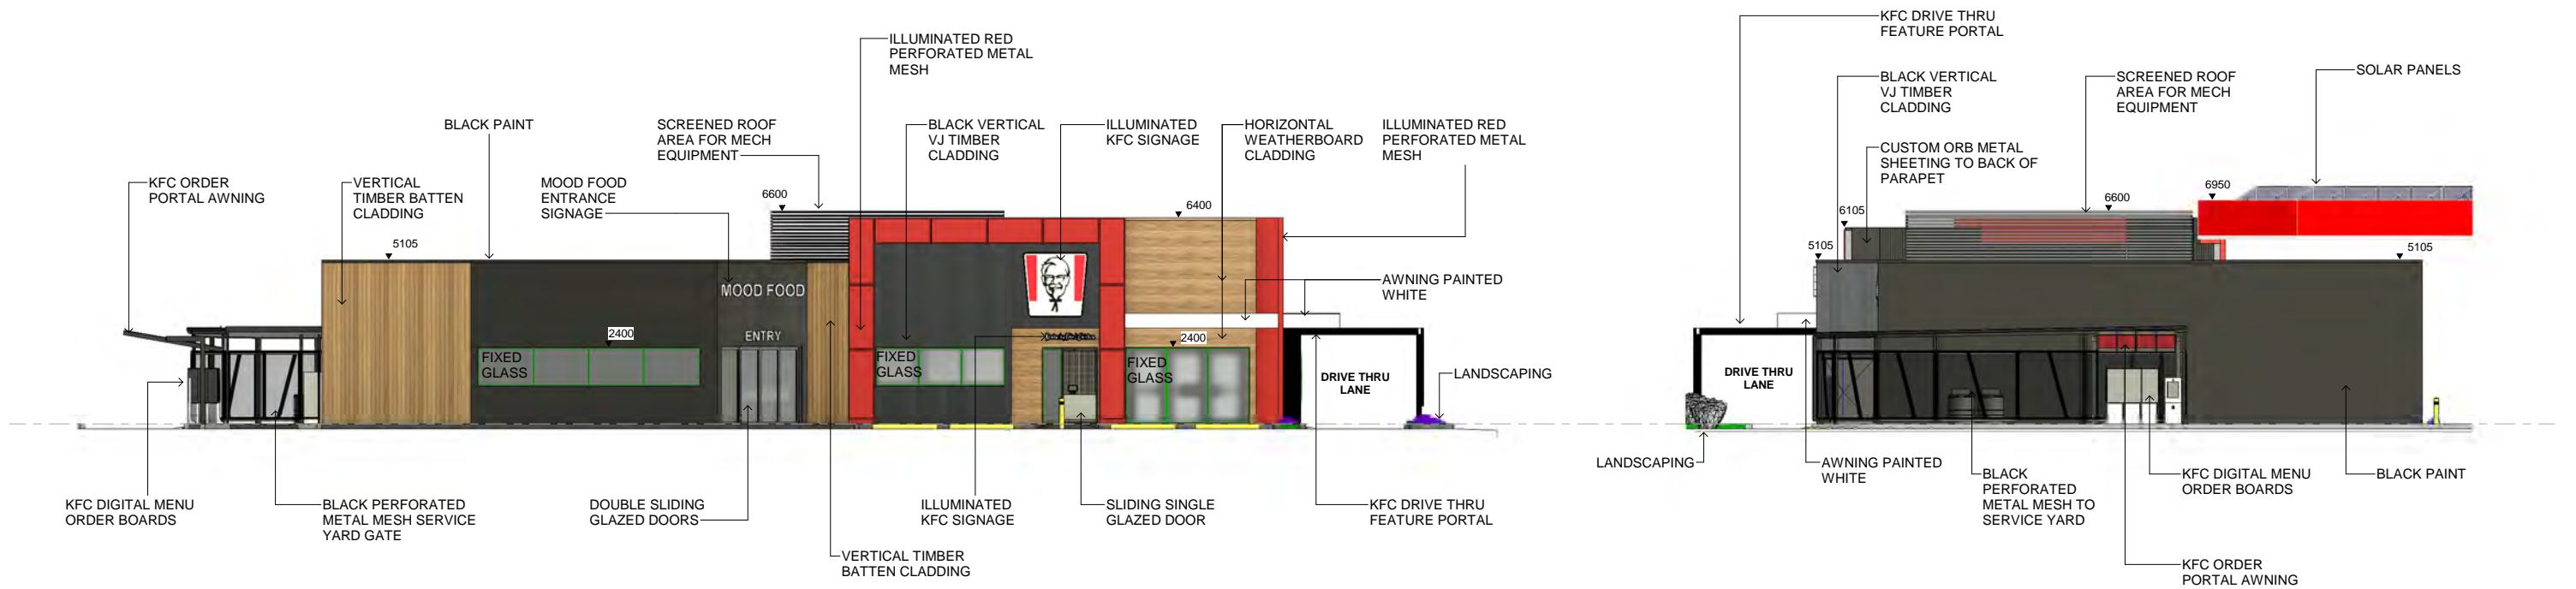 ILLUMINATED RED
PERFORATED METAL
MESH
BLACK PAINT
SCREENED ROOF
AREA FOR MECH
EQUIPMENT
BLACK VERTICAL
VJ TIMBER
CLADDING
ILLUMINATED
KFC SIGNAGE
HORIZONTAL
WEATHERBOARD
CLADDING
ILLUMINATED RED
PERFORATED METAL
MESH
KFC ORDER
PORTAL AWNING
VERTICAL
TIMBER BATTEN
CLADDING
MOOD FOOD
ENTRANCE
SIGNAGE
6600
6400
5105
AWNING PAINTED
WHITE
MOOD FOOD
ENTRY
2400
2400
FIXED
GLASS
FIXED
GLASS
FIXED
GLASS
DRIVE THRU
LANE
LANDSCAPING
KFC DIGITAL MENU
ORDER BOARDS
BLACK PERFORATED
METAL MESH SERVICE
YARD GATE
DOUBLE SLIDING
GLAZED DOORS
ILLUMINATED
KFC SIGNAGE
SLIDING SINGLE
GLAZED DOOR
KFC DRIVE THRU
FEATURE PORTAL
VERTICAL TIMBER
BATTEN CLADDING
KFC DRIVE THRU
FEATURE PORTAL
BLACK VERTICAL
VJ TIMBER
CLADDING
SCREENED ROOF
AREA FOR MECH
EQUIPMENT
SOLAR PANELS
CUSTOM ORB METAL
SHEETING TO BACK OF
PARAPET
6950
6600
6105
5105
5105
DRIVE THRU
LANE
LANDSCAPING
AWNING PAINTED
WHITE
BLACK
PERFORATED
METAL MESH TO
SERVICE YARD
KFC DIGITAL MENU
ORDER BOARDS
BLACK PAINT
KFC ORDER
PORTAL AWNING